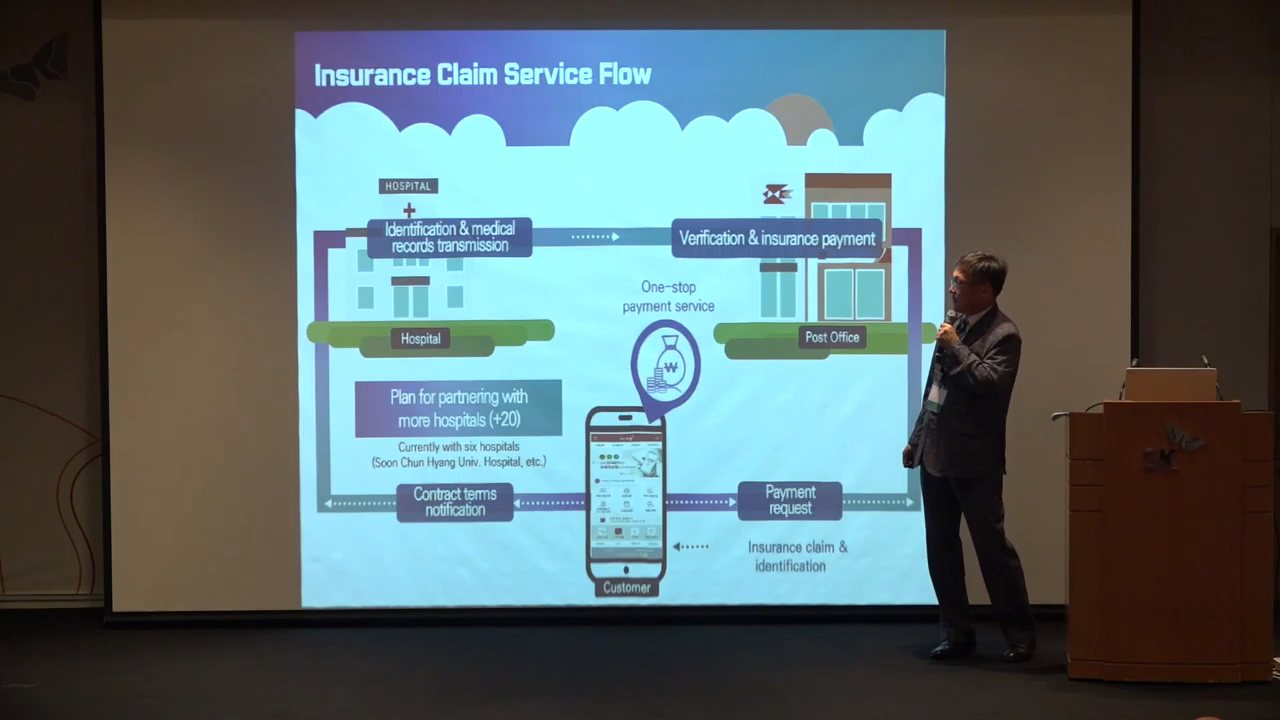 Insurance Claim Service Flow
HOSPITAL
Identification & medical
records transmission
Verification & insurance payment
One-stop
payment service
Hospital
Post Office
Plan for partnering with
more hospitals (+20)
Currently with six hospitals
(Soon Chun Hyang Univ. Hospital, etc.)
Contract terms
notification
Payment
request
Insurance claim &
identification
Customer